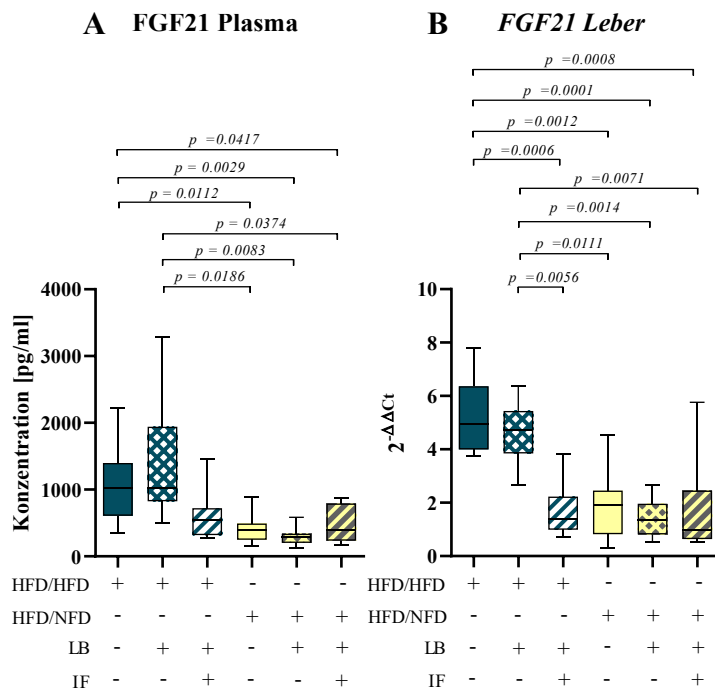 A FGF21 Plasma
p =0.0417
p = 0.0029
p = 0.0112
p = 0.0374
p = 0.0083
p = 0.0186
Konzentration [pg/ml]
4000
3000
2000
1000
0
HFD/HFD + + + - - -
HFD/NFD - - - + + +
LB - + + - + +
IF - - + - - +
B FGF21 Leber
p =0.0008
p =0.0001
p =0.0012
p =0.0006
p =0.0071
p =0.0014
p =0.0111
p =0.0056
2^-ΔΔCt
10
8
6
4
2
0
HFD/HFD + + + - - -
HFD/NFD - - - + + +
LB - + + - + +
IF - - + - - +